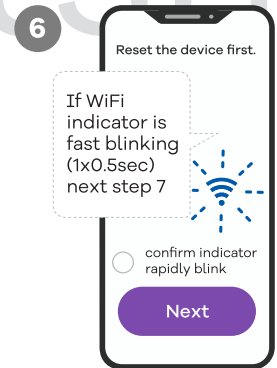 6
Reset the device first.
If WiFi
indicator is
fast blinking
(1x0.5sec)
next step 7
confirm indicator
rapidly blink
Next